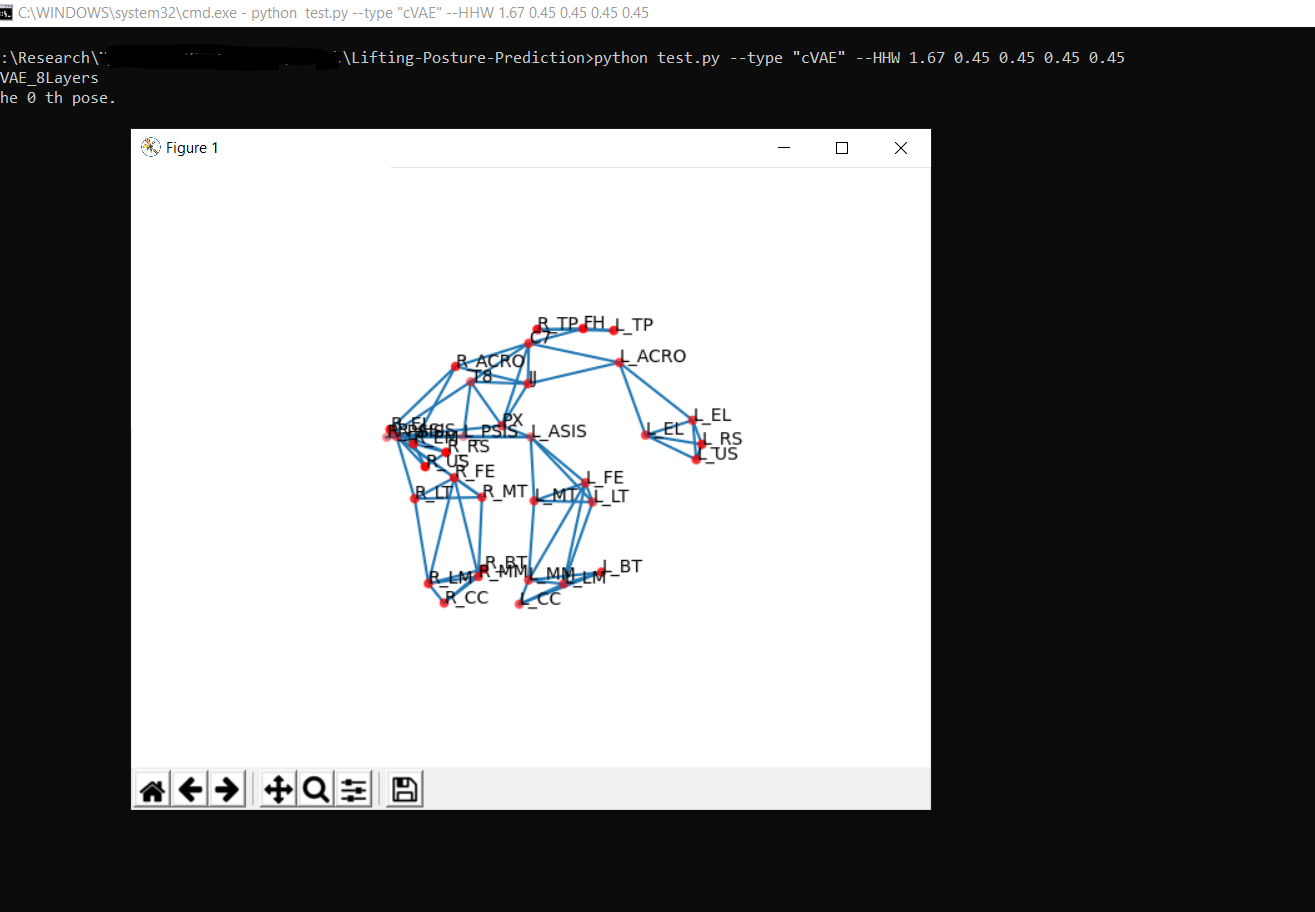 C:\WINDOWS\system32\cmd.exe - python  test.py --type "cVAE" --HHW 1.67 0.45 0.45 0.45 0.45
:\Research\ \Lifting-Posture-Prediction>python test.py --type "cVAE" --HHW 1.67 0.45 0.45 0.45 0.45
VAE_8Layers
he 0 th pose.
Figure 1
R_TP FH L_TP
C7
R_ACRO L_ACRO
T8 IJ
R_EL PX L_EL
L_PSIS L_ASIS L_EL
R_EM R_RS L_RS
R_US L_US
R_FE L_FE
R_LT R_MT L_MT L_LT
R_BT L_BT
R_LM R_MM L_MM L_LM
R_CC L_CC